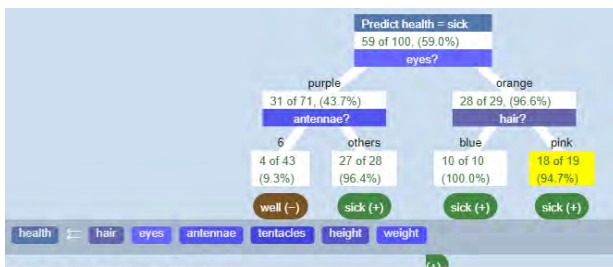 Predict health = sick
59 of 100, (59.0%)
eyes?
purple
orange
31 of 71, (43.7%)
28 of 29, (96.6%)
antennae?
hair?
6
others
blue
pink
4 of 43
27 of 28
10 of 10
18 of 19
(9.3%)
(96.4%)
(100.0%)
(94.7%)
well (−)
sick (+)
sick (+)
sick (+)
health ⇐ hair eyes antennae tentacles height weight
(+)